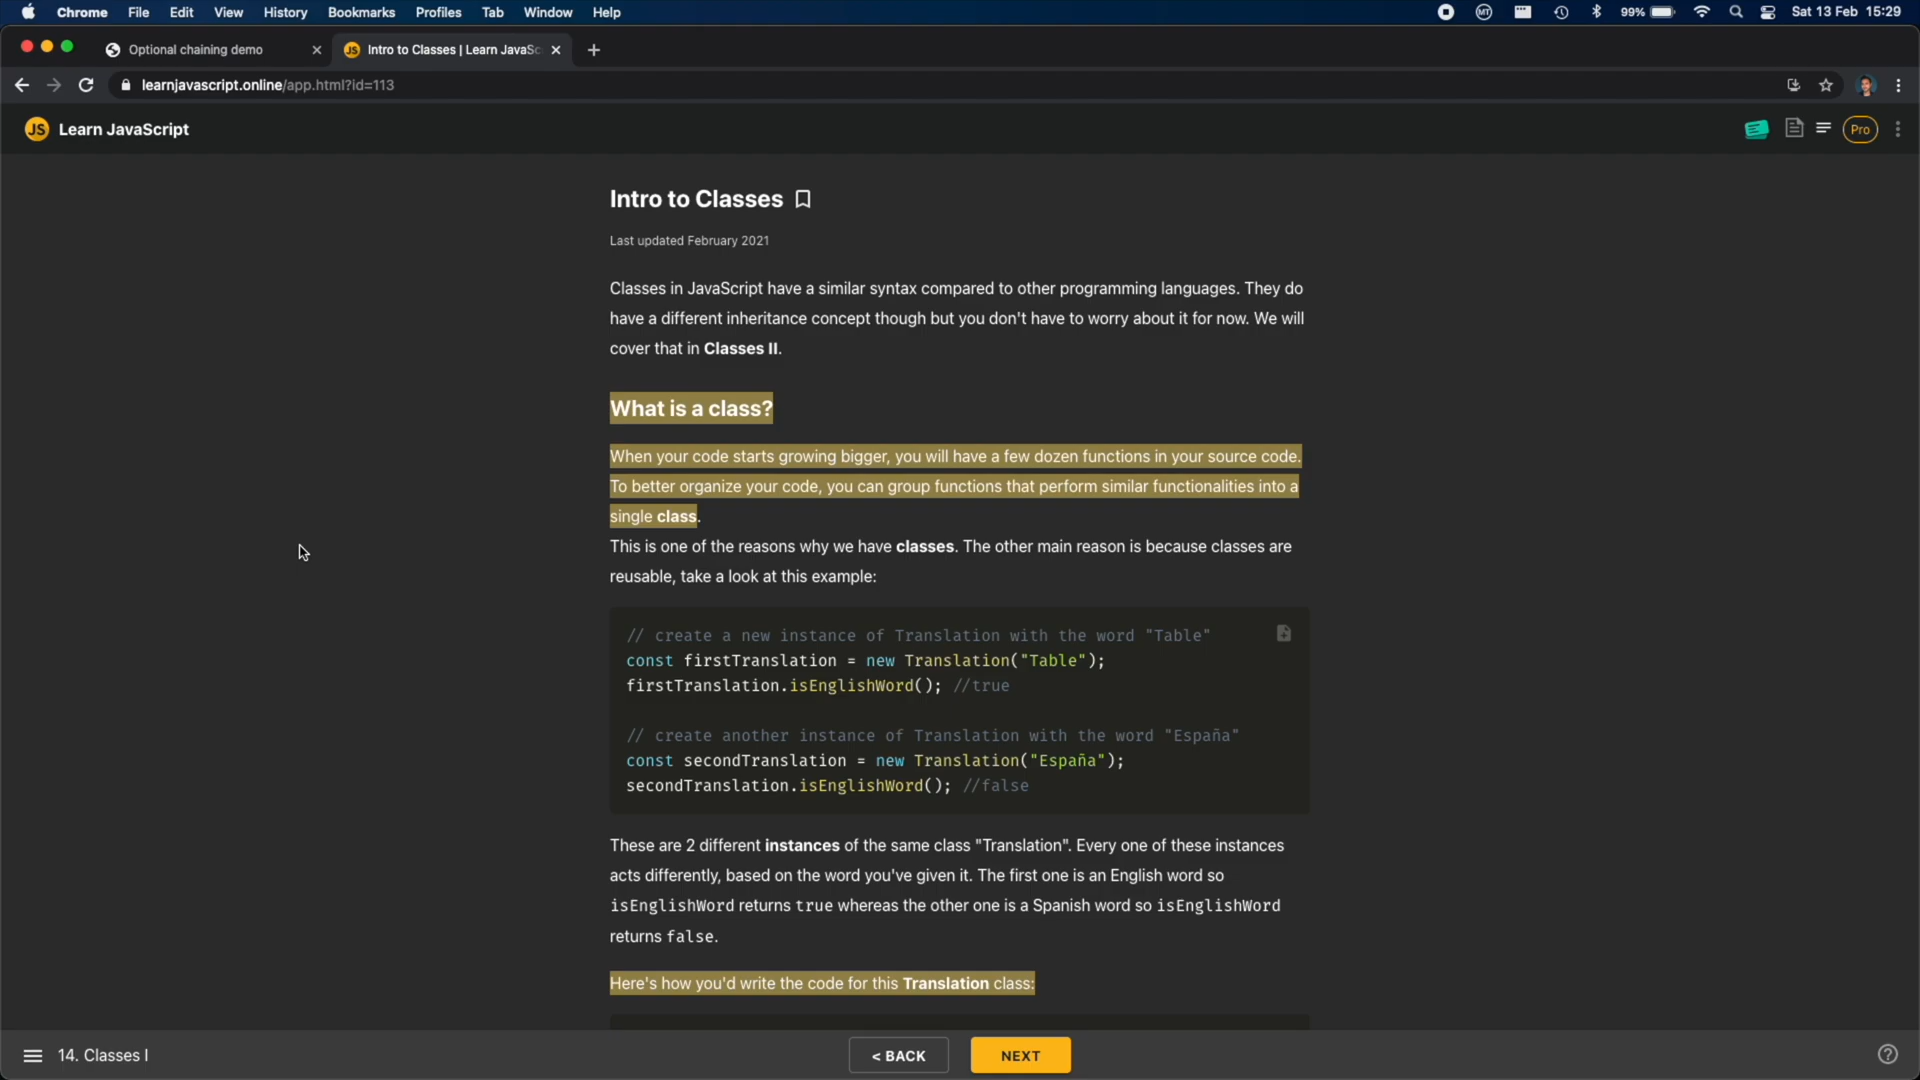 Chrome File Edit View History Bookmarks Profiles Tab Window Help
MT 99% Sat 13 Feb 15:29
Optional chaining demo
JS Intro to Classes | Learn JavaSc
learnjavascript.online/app.html?id=113
JS Learn JavaScript
Pro
Intro to Classes
Last updated February 2021
Classes in JavaScript have a similar syntax compared to other programming languages. They do
have a different inheritance concept though but you don't have to worry about it for now. We will
cover that in Classes II.
What is a class?
When your code starts growing bigger, you will have a few dozen functions in your source code.
To better organize your code, you can group functions that perform similar functionalities into a
single class.
This is one of the reasons why we have classes. The other main reason is because classes are
reusable, take a look at this example:
// create a new instance of Translation with the word "Table"
const firstTranslation = new Translation("Table");
firstTranslation.isEnglishWord(); //true
// create another instance of Translation with the word "España"
const secondTranslation = new Translation("España");
secondTranslation.isEnglishWord(); //false
These are 2 different instances of the same class "Translation". Every one of these instances
acts differently, based on the word you've given it. The first one is an English word so
isEnglishWord returns true whereas the other one is a Spanish word so isEnglishWord
returns false.
Here's how you'd write the code for this Translation class:
14. Classes I
< BACK
NEXT